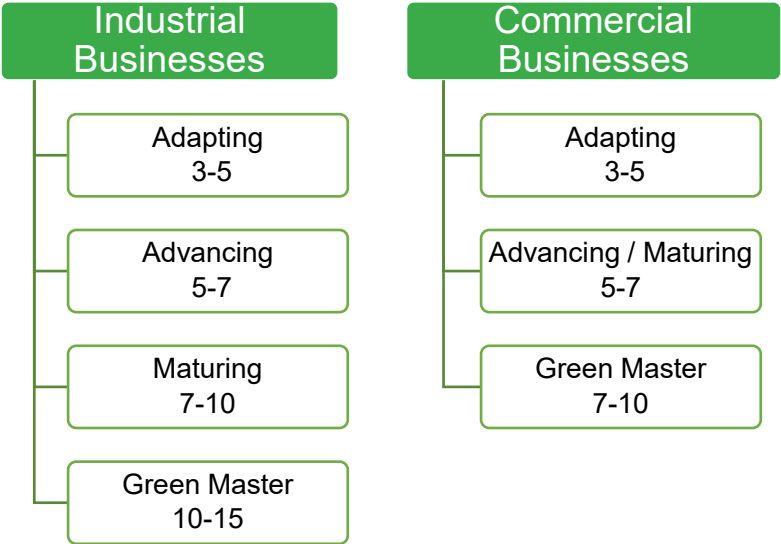 Industrial
Businesses
Adapting
3-5
Advancing
5-7
Maturing
7-10
Green Master
10-15
Commercial
Businesses
Adapting
3-5
Advancing / Maturing
5-7
Green Master
7-10